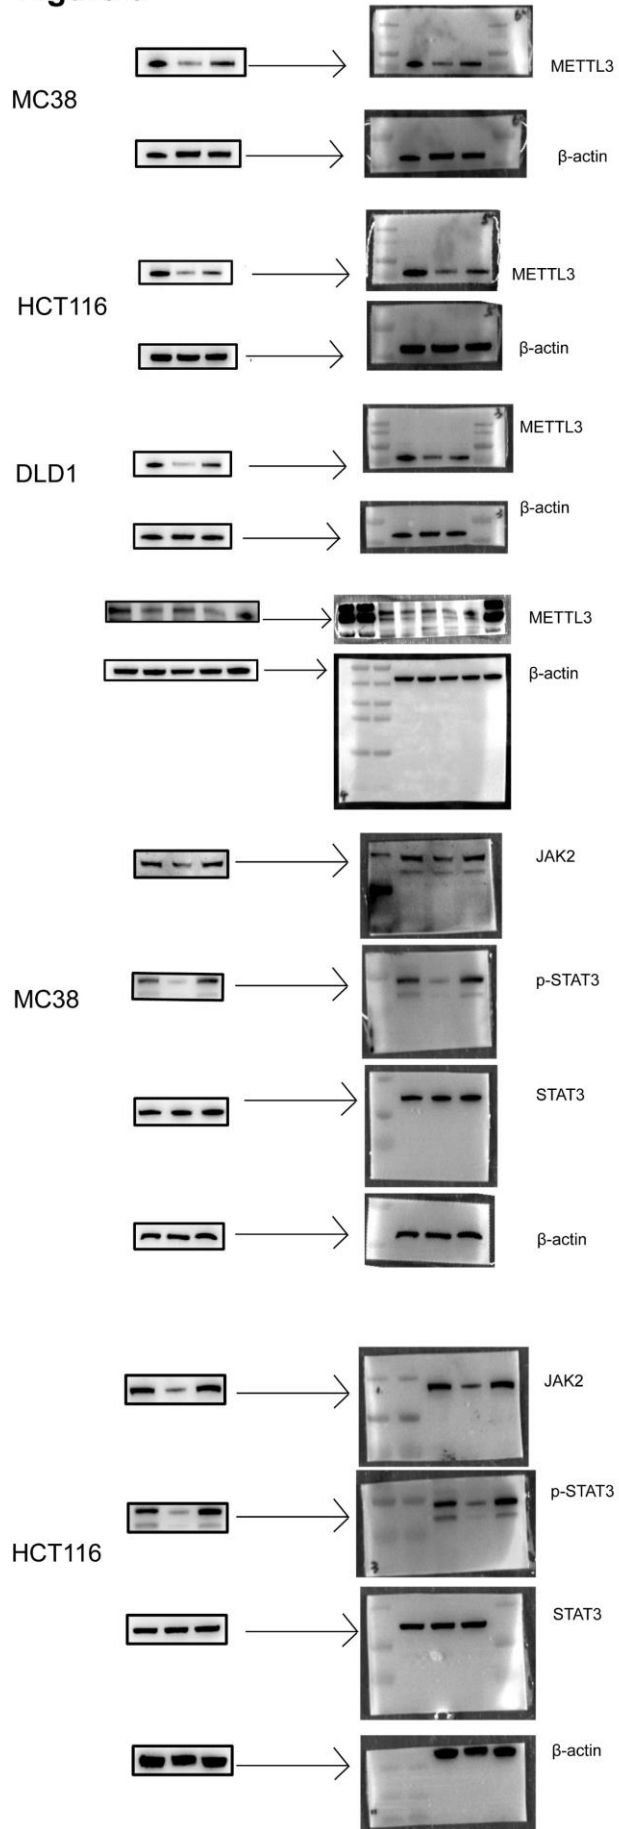 METTL3
MC38
β-actin
METTL3
HCT116
β-actin
METTL3
DLD1
β-actin
METTL3
β-actin
JAK2
p-STAT3
MC38
STAT3
β-actin
JAK2
p-STAT3
HCT116
STAT3
β-actin